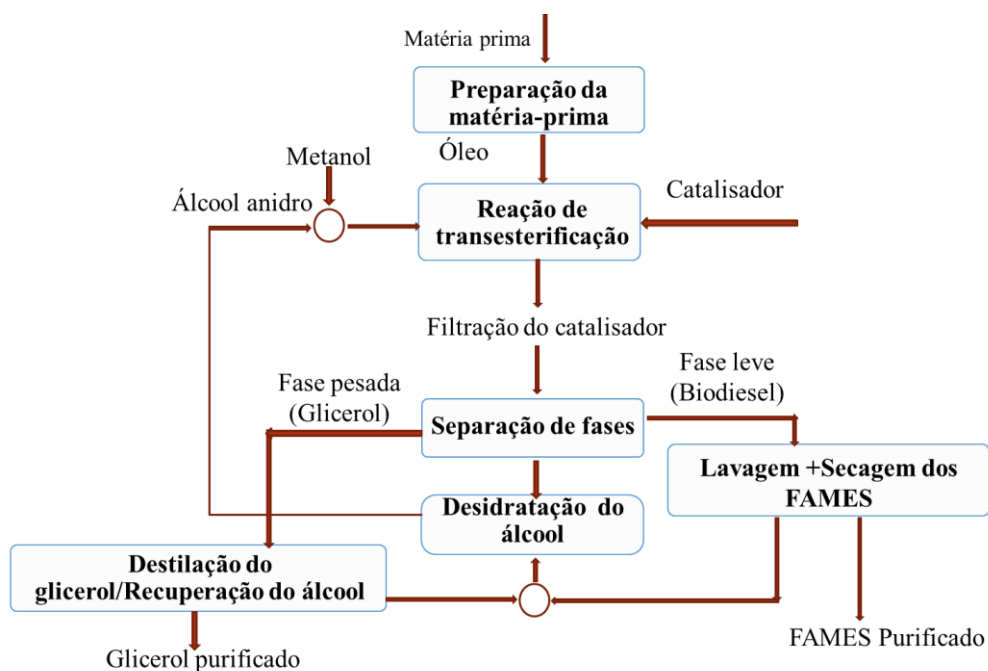 Matéria prima
Preparação da
matéria-prima
Óleo
Metanol
Álcool anidro
Catalisador
Reação de
transesterificação
Filtração do catalisador
Fase pesada
(Glicerol)
Fase leve
(Biodiesel)
Separação de fases
Lavagem +Secagem dos
FAMES
Desidratação do
álcool
Destilação do
glicerol/Recuperação do álcool
Glicerol purificado
FAMES Purificado